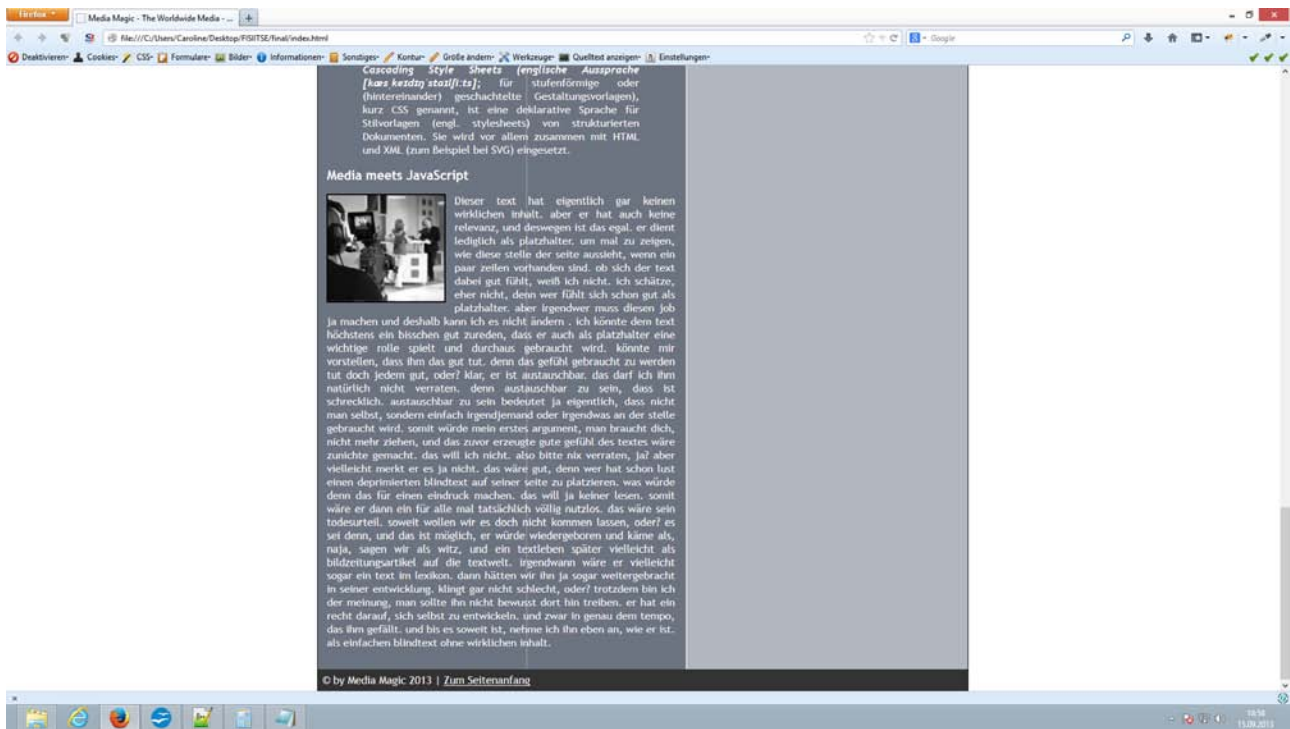 Firefox
Media Magic - The Worldwide Media - ...
file:///C:/Users/Caroline/Desktop/FISIITSE/final/index.html
Google
Deaktivieren Cookies CSS Formulare Bilder Informationen Sonstiges Kontur Größe ändern Werkzeuge Quelltext anzeigen Einstellungen
Cascading Style Sheets (englische Aussprache
für stufenförmige oder
(hintereinander) geschachtelte Gestaltungsvorlagen),
kurz CSS genannt, ist eine deklarative Sprache für
Stilvorlagen (engl. stylesheets) von strukturierten
Dokumenten. Sie wird vor allem zusammen mit HTML
und XML (zum Beispiel bei SVG) eingesetzt.
Media meets JavaScript
Dieser text hat eigentlich gar keinen
wirklichen inhalt. aber er hat auch keine
relevanz, und deswegen ist das egal. er dient
lediglich als platzhalter. um mal zu zeigen,
wie diese stelle der seite aussieht, wenn ein
paar zeilen vorhanden sind. ob sich der text
dabei gut fühlt, weiß ich nicht. ich schätze,
eher nicht, denn wer fühlt sich schon gut als
platzhalter. aber irgendwer muss diesen job
ja machen und deshalb kann ich es nicht ändern . ich könnte dem text
höchstens ein bisschen gut zureden, dass er auch als platzhalter eine
wichtige rolle spielt und durchaus gebraucht wird. könnte mir
vorstellen, dass ihm das gut tut. denn das gefühl gebraucht zu werden
tut doch jedem gut, oder? klar, er ist austauschbar. das darf ich ihm
natürlich nicht verraten. denn austauschbar zu sein, dass ist
schrecklich. austauschbar zu sein bedeutet ja eigentlich, dass nicht
man selbst, sondern einfach irgendjemand oder irgendwas an der stelle
gebraucht wird. somit würde mein erstes argument, man braucht dich,
nicht mehr ziehen, und das zuvor erzeugte gute gefühl des textes wäre
zunichte gemacht. das will ich nicht. also bitte nix verraten, ja? aber
vielleicht merkt er es ja nicht. das wäre gut, denn wer hat schon lust
einen deprimierten blindtext auf seiner seite zu platzieren. was würde
denn das für einen eindruck machen. das will ja keiner lesen. somit
wäre er dann ein für alle mal tatsächlich völlig nutzlos. das wäre sein
todesurteil. soweit wollen wir es doch nicht kommen lassen, oder? es
sei denn, und das ist möglich, er würde wiedergeboren und käme als,
naja, sagen wir als witz, und ein textleben später vielleicht als
bildzeitungsartikel auf die textwelt. irgendwann wäre er vielleicht
sogar ein text im lexikon. dann hätten wir ihn ja sogar weitergebracht
in seiner entwicklung. klingt gar nicht schlecht, oder? trotzdem bin ich
der meinung, man sollte ihn nicht bewusst dort hin treiben. er hat ein
recht darauf, sich selbst zu entwickeln. und zwar in genau dem tempo,
das ihm gefällt. und bis es soweit ist, nehme ich ihn eben an, wie er ist.
als einfachen blindtext ohne wirklichen inhalt.
© by Media Magic 2013 | Zum Seitenanfang
15.09.2013